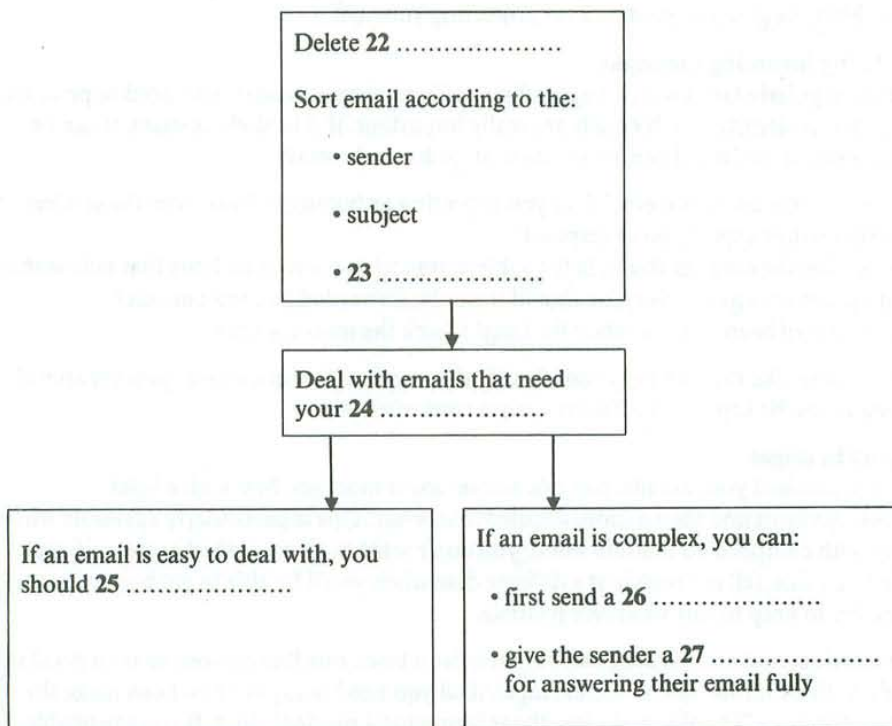 Delete 22 .....................
Sort email according to the:
• sender
• subject
• 23 .....................
Deal with emails that need
your 24 .....................
If an email is easy to deal with, you
should 25 .....................
If an email is complex, you can:
• first send a 26 .....................
• give the sender a 27 .....................
for answering their email fully